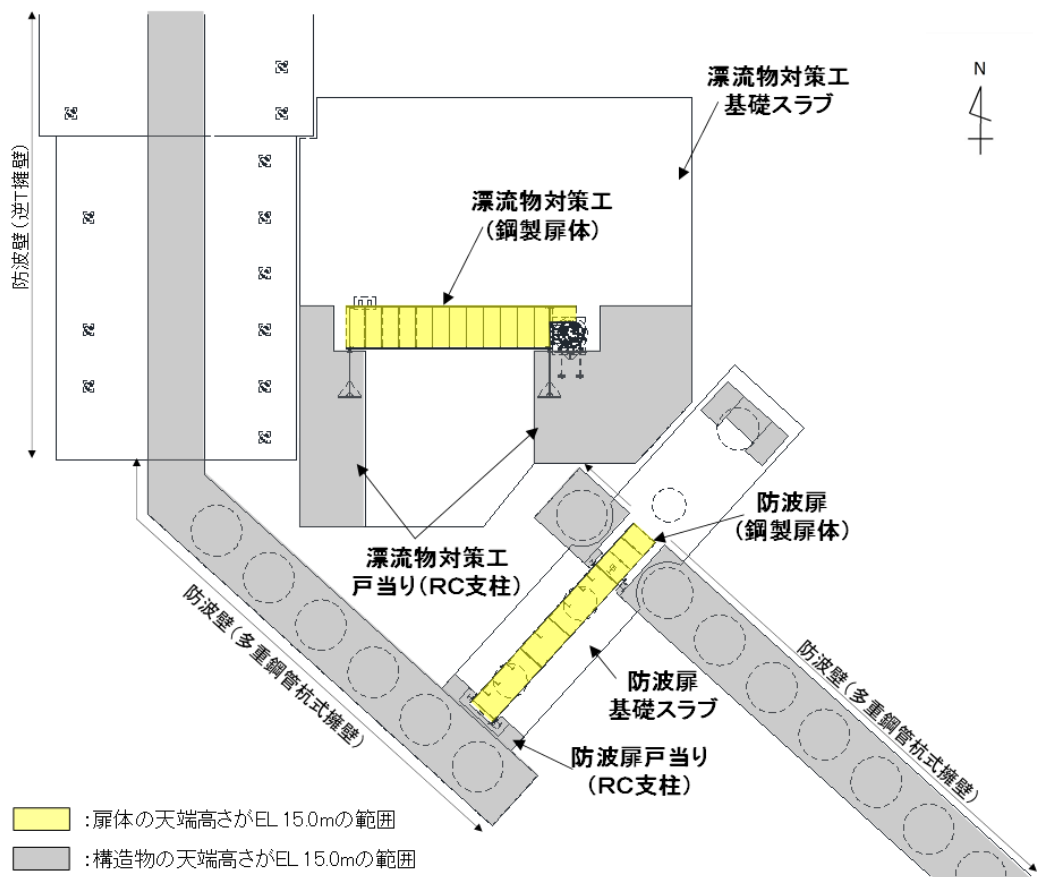 漂流物対策工
基礎スラブ
N
漂流物対策工
(鋼製扉体)
防波壁(逆T擁壁)
防波扉
(鋼製扉体)
漂流物対策工
戸当り(RC支柱)
防波壁(多重鋼管杭式擁壁)
防波扉
基礎スラブ
防波壁(多重鋼管杭式擁壁)
防波扉戸当り
(RC支柱)
:扉体の天端高さがEL 15.0mの範囲
:構造物の天端高さがEL 15.0mの範囲